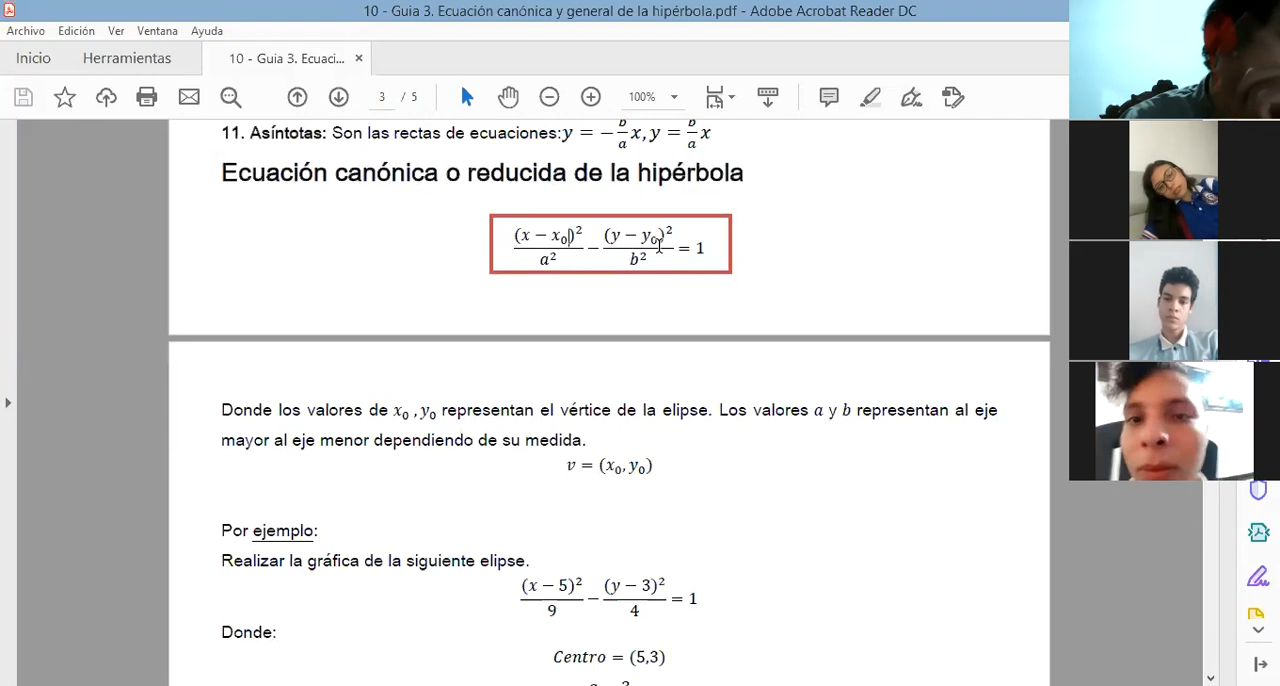 10 - Guia 3. Ecuación canónica y general de la hipérbola.pdf - Adobe Acrobat Reader DC
Archivo Edición Ver Ventana Ayuda
Inicio Herramientas 10 - Guia 3. Ecuaci... ×
3 / 5 100%
11. Asíntotas: Son las rectas de ecuaciones: y = − b/a x, y = b/a x
Ecuación canónica o reducida de la hipérbola
(x − x₀)²/a² − (y − y₀)²/b² = 1
Donde los valores de x₀ , y₀ representan el vértice de la elipse. Los valores a y b representan al eje
mayor al eje menor dependiendo de su medida.
v = (x₀, y₀)
Por ejemplo:
Realizar la gráfica de la siguiente elipse.
(x − 5)²/9 − (y − 3)²/4 = 1
Donde:
Centro = (5,3)